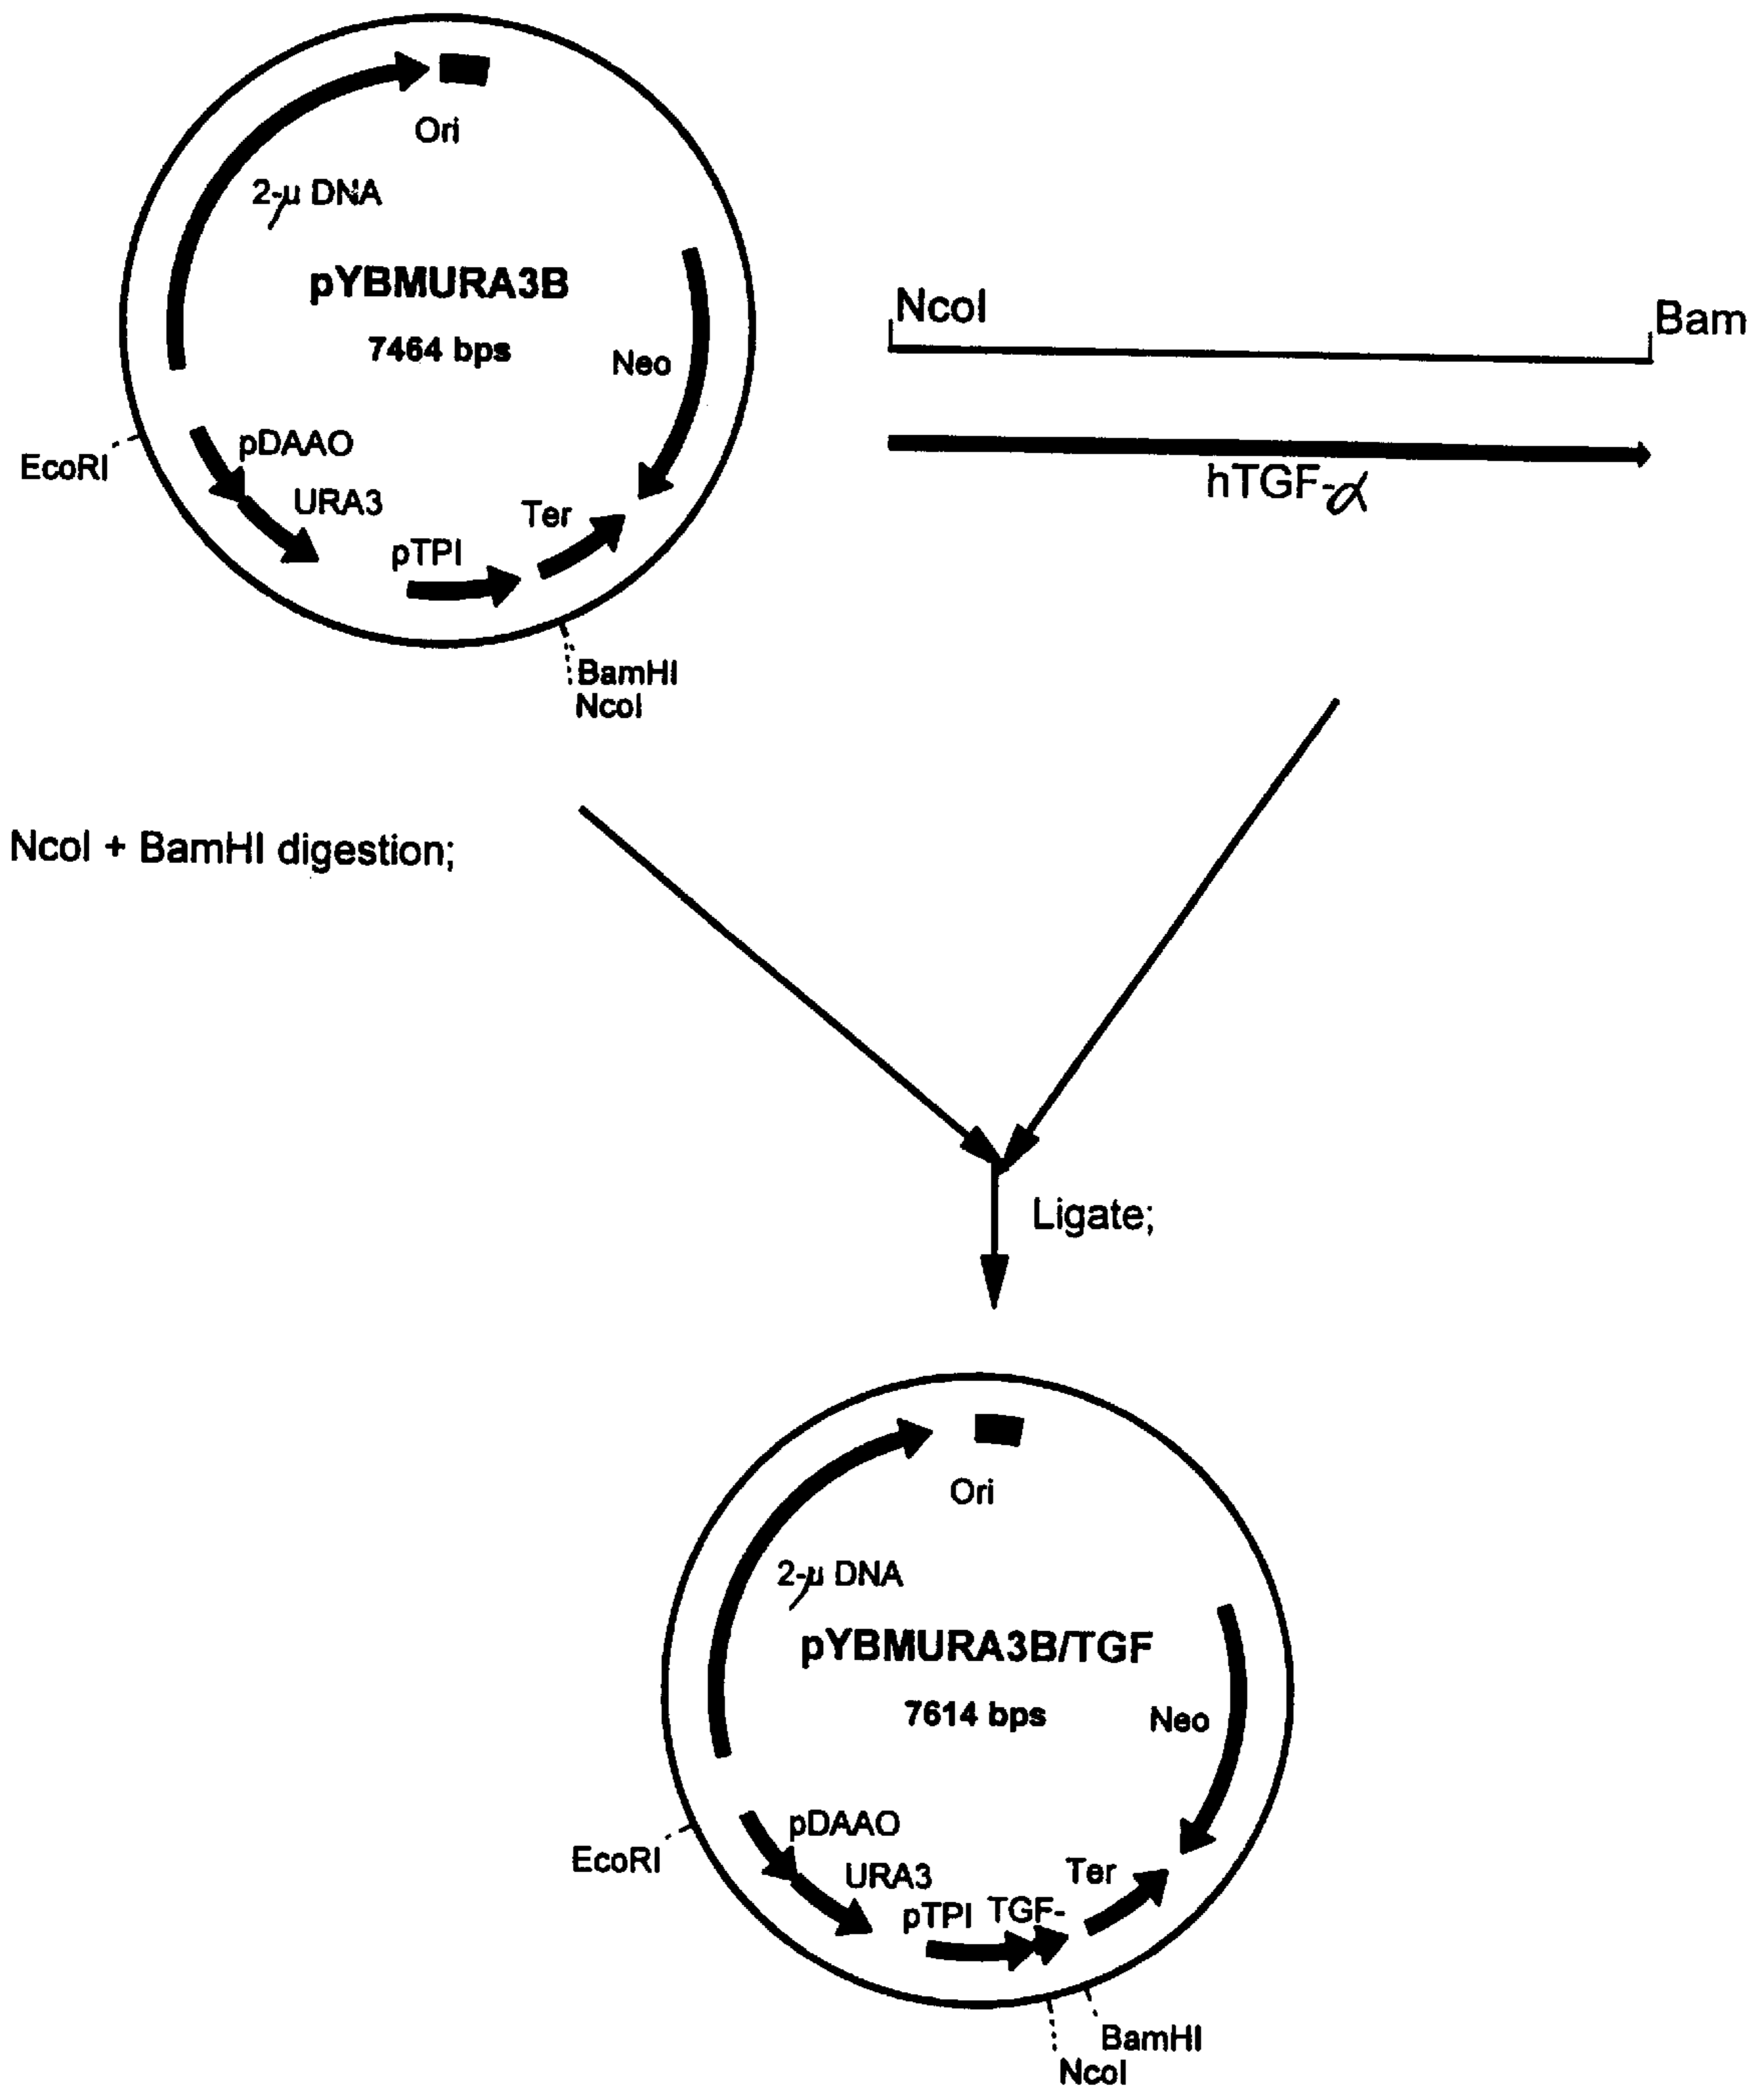 Ori
2-μ DNA
pYBMURA3B
7464 bps
Neo
pDAAO
EcoRI
URA3
Ter
pTPI
BamHI
NcoI
NcoI
Bam
hTGF-α
NcoI + BamHI digestion;
Ligate;
Ori
2-μ DNA
pYBMURA3B/TGF
7614 bps
Neo
pDAAO
EcoRI
URA3
Ter
pTPI TGF-
BamHI
NcoI